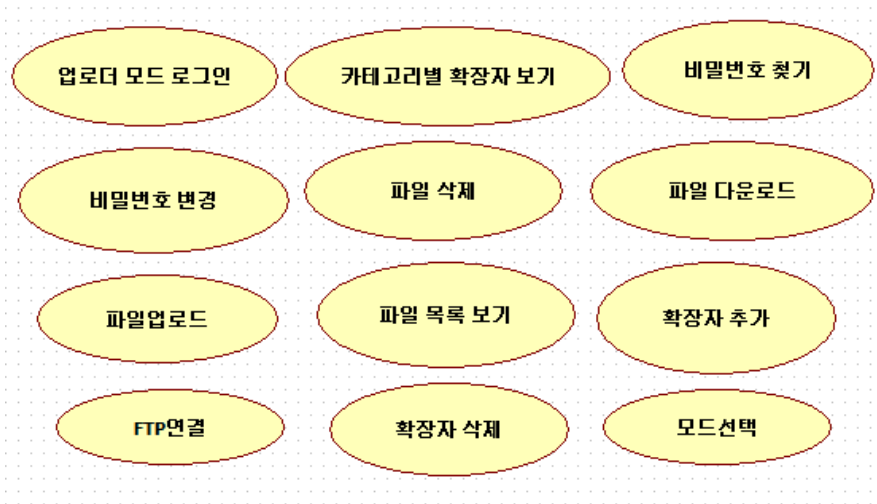 업로더 모드 로그인
카테고리별 확장자 보기
비밀번호 찾기
비밀번호 변경
파일 삭제
파일 다운로드
파일업로드
파일 목록 보기
확장자 추가
FTP연결
확장자 삭제
모드선택